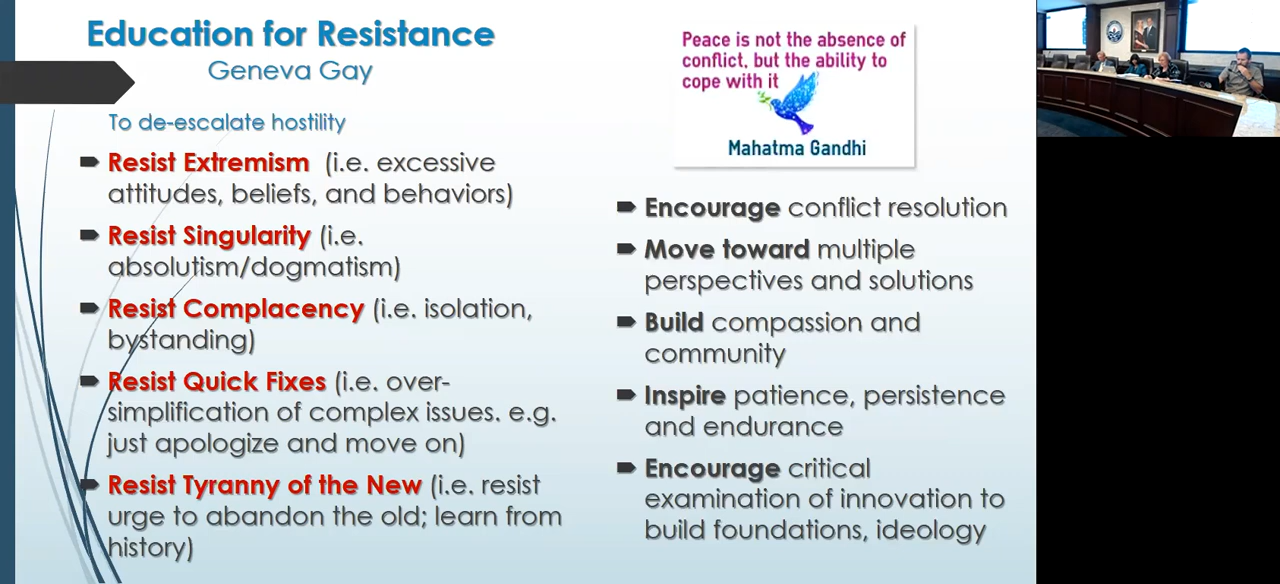 Education for Resistance
Geneva Gay
To de-escalate hostility
Resist Extremism (i.e. excessive
attitudes, beliefs, and behaviors)
Resist Singularity (i.e.
absolutism/dogmatism)
Resist Complacency (i.e. isolation,
bystanding)
Resist Quick Fixes (i.e. over-
simplification of complex issues. e.g.
just apologize and move on)
Resist Tyranny of the New (i.e. resist
urge to abandon the old; learn from
history)
Peace is not the absence of
conflict, but the ability to
cope with it
Mahatma Gandhi
Encourage conflict resolution
Move toward multiple
perspectives and solutions
Build compassion and
community
Inspire patience, persistence
and endurance
Encourage critical
examination of innovation to
build foundations, ideology